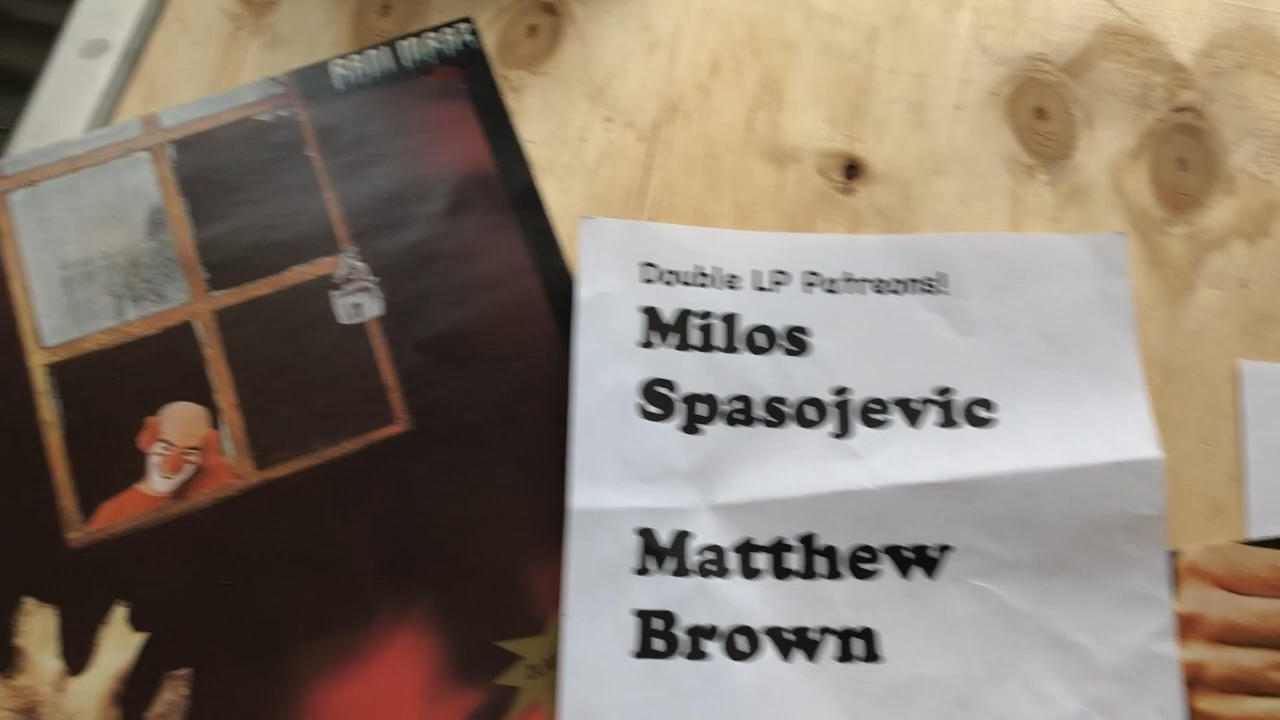 Double LP Patreons!
Milos
Spasojevic
Matthew
Brown